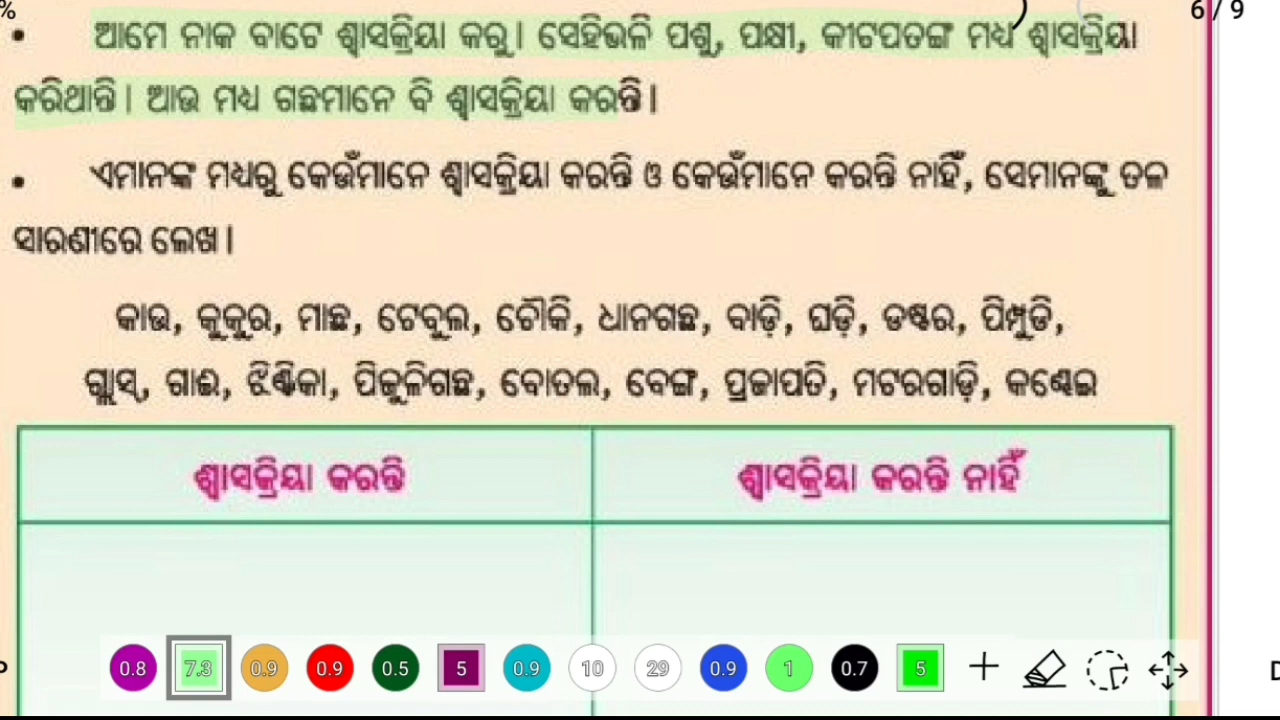 %
6 / 9
• ଆମେ ନାକ ବାଟେ ଶ୍ୱାସକ୍ରିୟା କରୁ। ସେହିଭଳି ପଶୁ, ପକ୍ଷୀ, କୀଟପତଙ୍ଗ ମଧ୍ୟ ଶ୍ୱାସକ୍ରିୟା
କରିଥାନ୍ତି। ଆଉ ମଧ୍ୟ ଗଛମାନେ ବି ଶ୍ୱାସକ୍ରିୟା କରନ୍ତି।
• ଏମାନଙ୍କ ମଧ୍ୟରୁ କେଉଁମାନେ ଶ୍ୱାସକ୍ରିୟା କରନ୍ତି ଓ କେଉଁମାନେ କରନ୍ତି ନାହିଁ, ସେମାନଙ୍କୁ ତଳ
ସାରଣୀରେ ଲେଖ।
କାଉ, କୁକୁର, ମାଛ, ଟେବୁଲ, ଚୌକି, ଧାନଗଛ, ବାଡ଼ି, ଘଡ଼ି, ଡଷ୍ଟର, ପିମ୍ପୁଡି,
ଗ୍ଲାସ୍, ଗାଈ, ଝିଣ୍ଟିକା, ପିଜୁଳିଗଛ, ବୋତଲ, ବେଙ୍ଗ, ପ୍ରଜାପତି, ମଟରଗାଡ଼ି, କଣ୍ଢେଇ
ଶ୍ୱାସକ୍ରିୟା କରନ୍ତି
ଶ୍ୱାସକ୍ରିୟା କରନ୍ତି ନାହିଁ
0.8 7.3 0.9 0.9 0.5 5 0.9 10 29 0.9 1 0.7 5